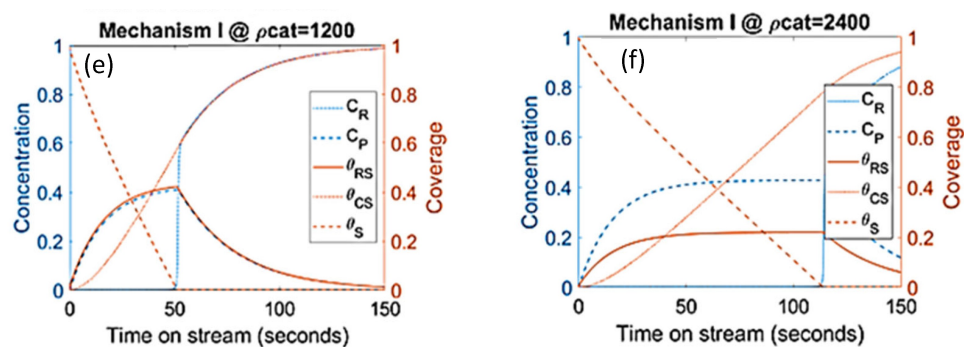 Mechanism I @ ρcat=1200
(e)
1
0.8
0.6
0.4
0.2
0
Concentration
C_R
C_P
θ_RS
θ_CS
θ_S
1
0.8
0.6
0.4
0.2
0
Coverage
0 50 100 150
Time on stream (seconds)
Mechanism I @ ρcat=2400
(f)
1
0.8
0.6
0.4
0.2
0
Concentration
C_R
C_P
θ_RS
θ_CS
θ_S
1
0.8
0.6
0.4
0.2
0
Coverage
0 50 100 150
Time on stream (seconds)